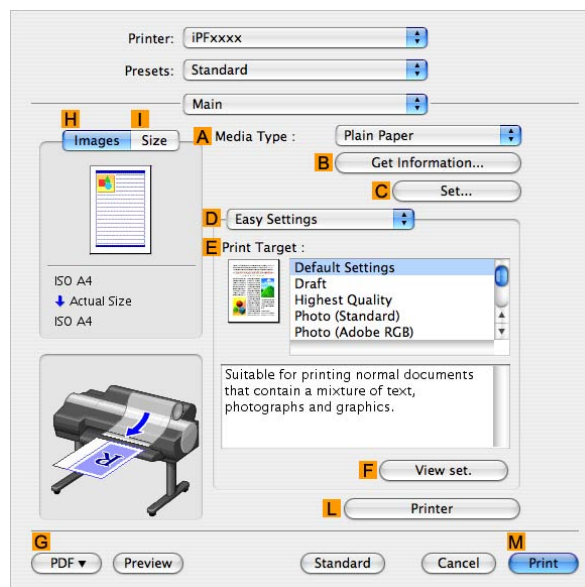 Printer: iPFxxxx
Presets: Standard
Main
H I
Images Size
A Media Type : Plain Paper
B Get Information...
C Set...
D Easy Settings
E Print Target :
Default Settings
Draft
Highest Quality
Photo (Standard)
Photo (Adobe RGB)
ISO A4
Actual Size
ISO A4
Suitable for printing normal documents
that contain a mixture of text,
photographs and graphics.
R
F View set.
L Printer
G M
PDF ▼ Preview Standard Cancel Print